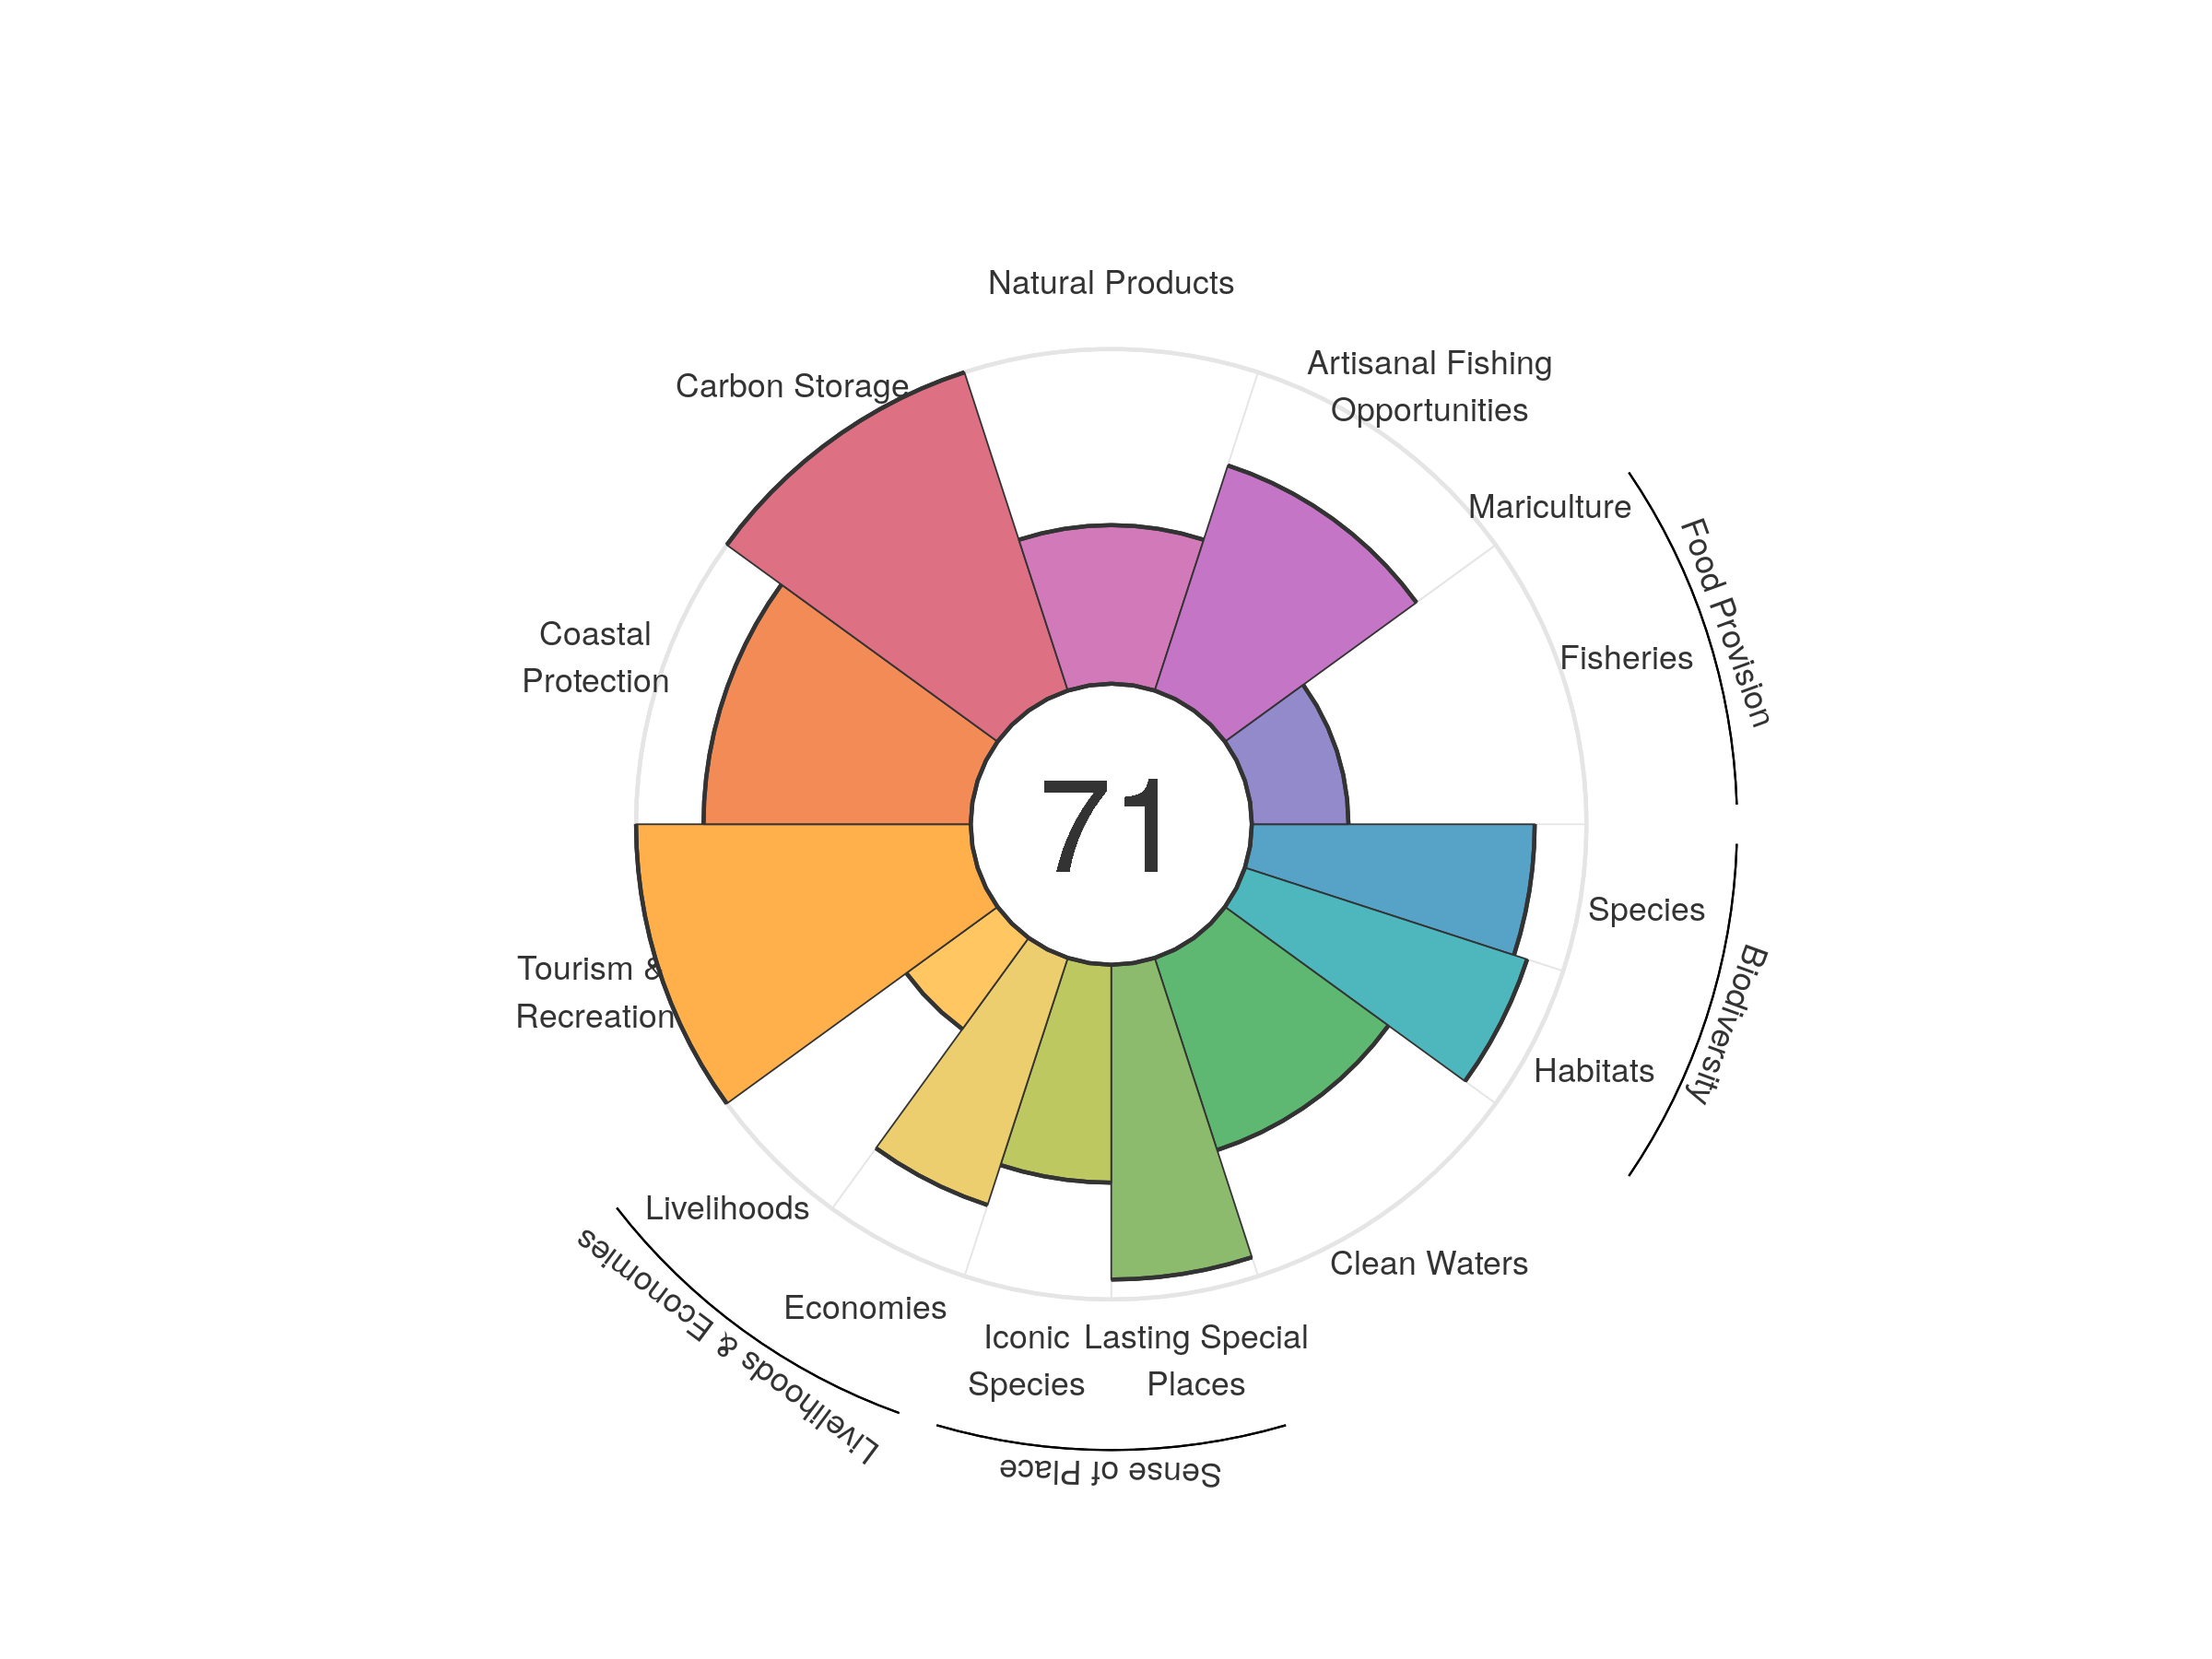 Natural Products
Artisanal Fishing
Opportunities
Carbon Storage
Mariculture
Food Provision
Fisheries
Coastal
Protection
71
Species
Biodiversity
Tourism &
Recreation
Habitats
Livelihoods
Livelihoods & Economies
Clean Waters
Economies
Iconic
Species
Lasting Special
Places
Sense of Place